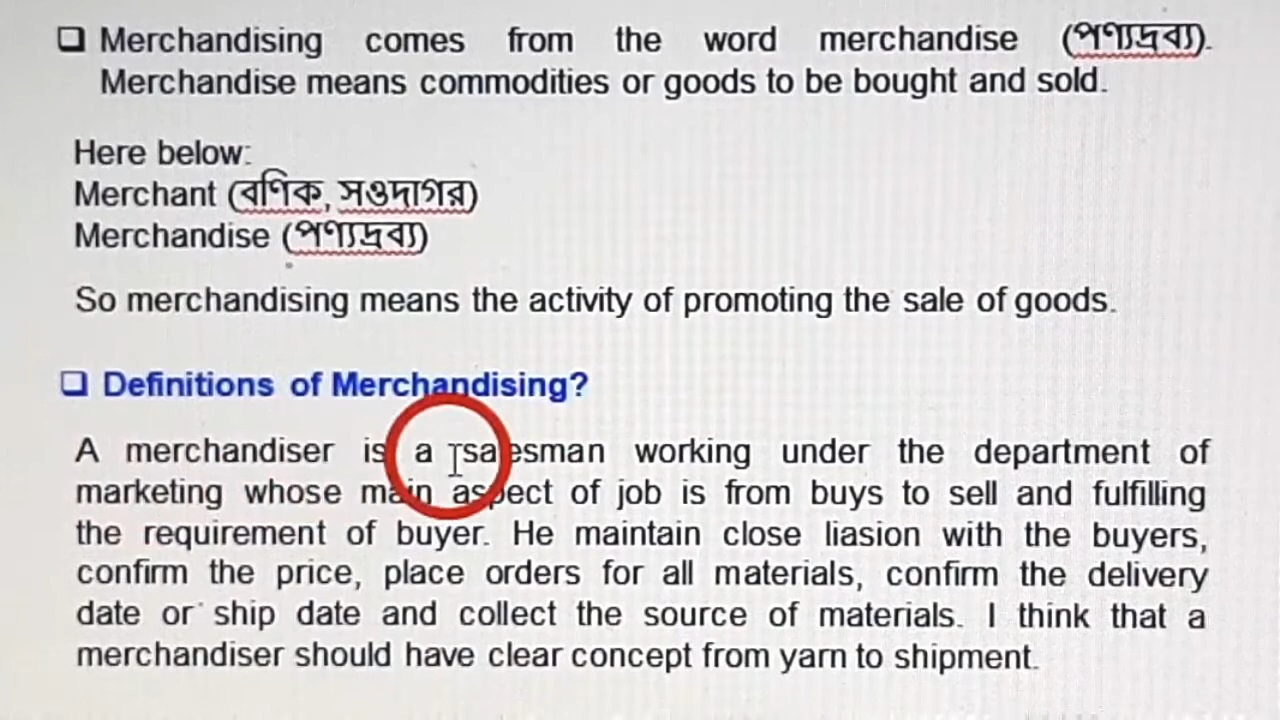 Merchandising comes from the word merchandise (পণ্যদ্রব্য).
Merchandise means commodities or goods to be bought and sold.
Here below:
Merchant (বণিক, সওদাগর)
Merchandise (পণ্যদ্রব্য)
So merchandising means the activity of promoting the sale of goods.
Definitions of Merchandising?
A merchandiser is a salesman working under the department of
marketing whose main aspect of job is from buys to sell and fulfilling
the requirement of buyer. He maintain close liasion with the buyers,
confirm the price, place orders for all materials, confirm the delivery
date or ship date and collect the source of materials. I think that a
merchandiser should have clear concept from yarn to shipment.